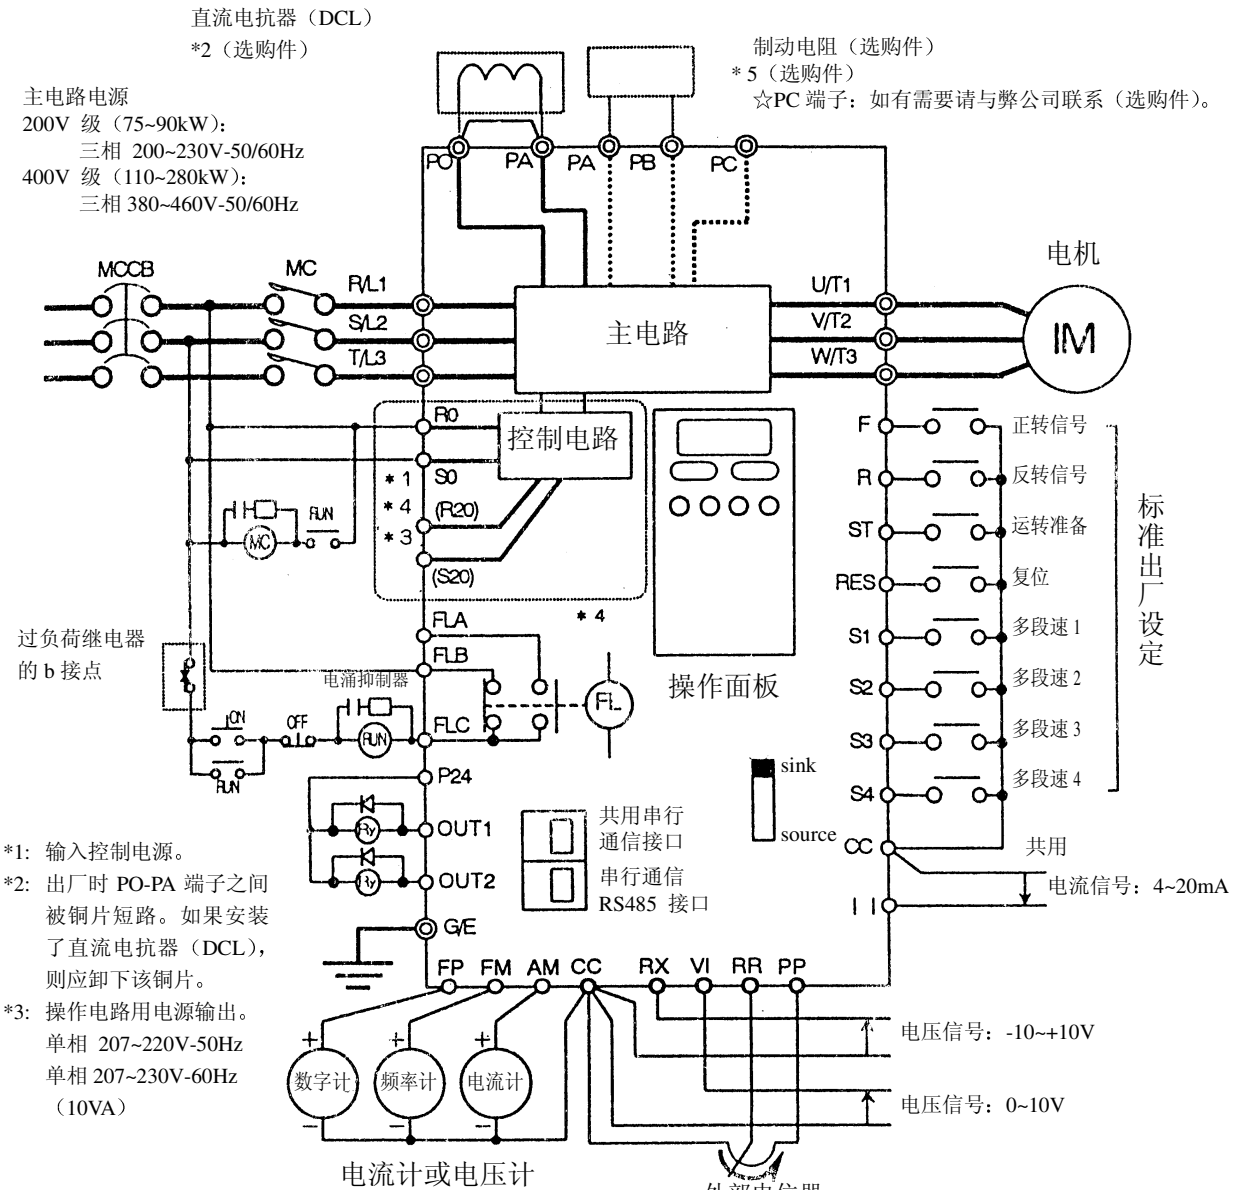 直流电抗器（DCL）
*2（选购件）
制动电阻（选购件）
* 5（选购件）
☆PC 端子：如有需要请与弊公司联系（选购件）。
主电路电源
200V 级（75~90kW）：
三相 200~230V-50/60Hz
400V 级（110~280kW）：
三相 380~460V-50/60Hz
PO
PA
PA
PB
PC
MCCB
MC
R/L1
S/L2
T/L3
主电路
U/T1
V/T2
W/T3
电机
IM
R0
S0
* 1
* 4
* 3
(R20)
(S20)
控制电路
* 4
MC
RUN
操作面板
F
正转信号
R
反转信号
ST
运转准备
RES
复位
S1
多段速 1
S2
多段速 2
S3
多段速 3
S4
多段速 4
标准出厂设定
过负荷继电器
的 b 接点
FLA
FLB
FLC
FL
电涌抑制器
ON
OFF
RUN
RUN
P24
OUT1
Ry
OUT2
Ry
G/E
sink
source
共用串行
通信接口
串行通信
RS485 接口
CC
共用
电流信号：4~20mA
I I
*1: 输入控制电源。
*2: 出厂时 PO-PA 端子之间
被铜片短路。如果安装
了直流电抗器（DCL），
则应卸下该铜片。
*3: 操作电路用电源输出。
单相 207~220V-50Hz
单相 207~230V-60Hz
（10VA）
FP
FM
AM
CC
RX
VI
RR
PP
+
+
+
数字计
频率计
电流计
−
−
−
电流计或电压计
电压信号：-10~+10V
电压信号：0~10V
外部电位器